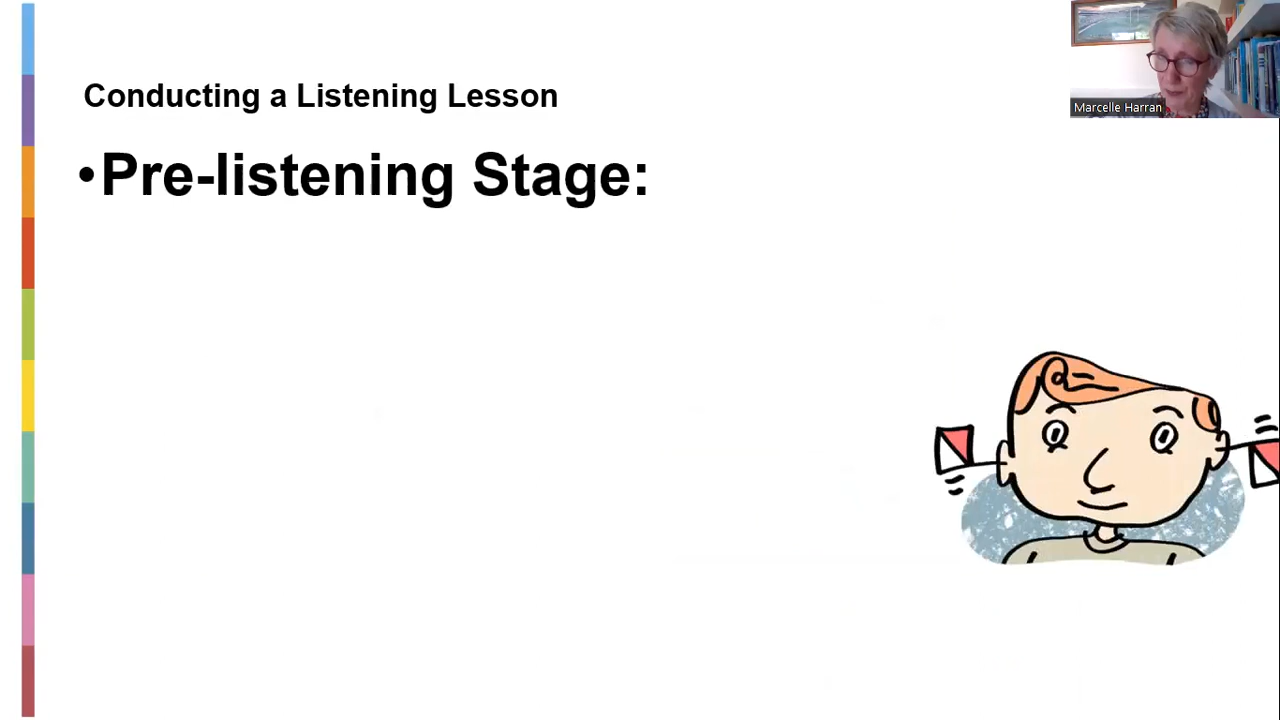 Conducting a Listening Lesson
•Pre-listening Stage:
Marcelle Harran